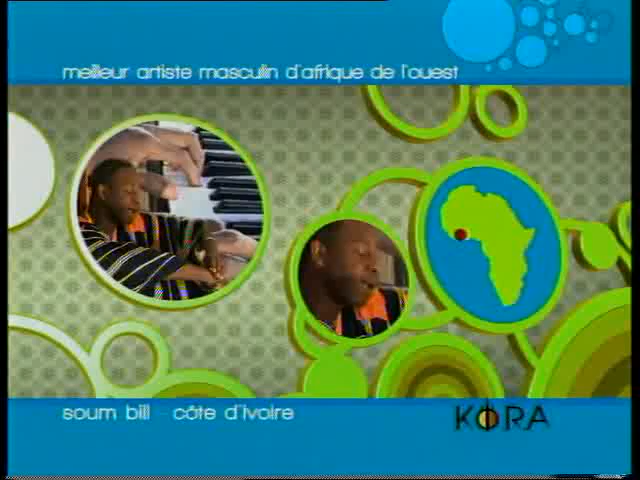 meilleur artiste masculin d'afrique de l'ouest
soum bill - côte d'ivoire
KORA